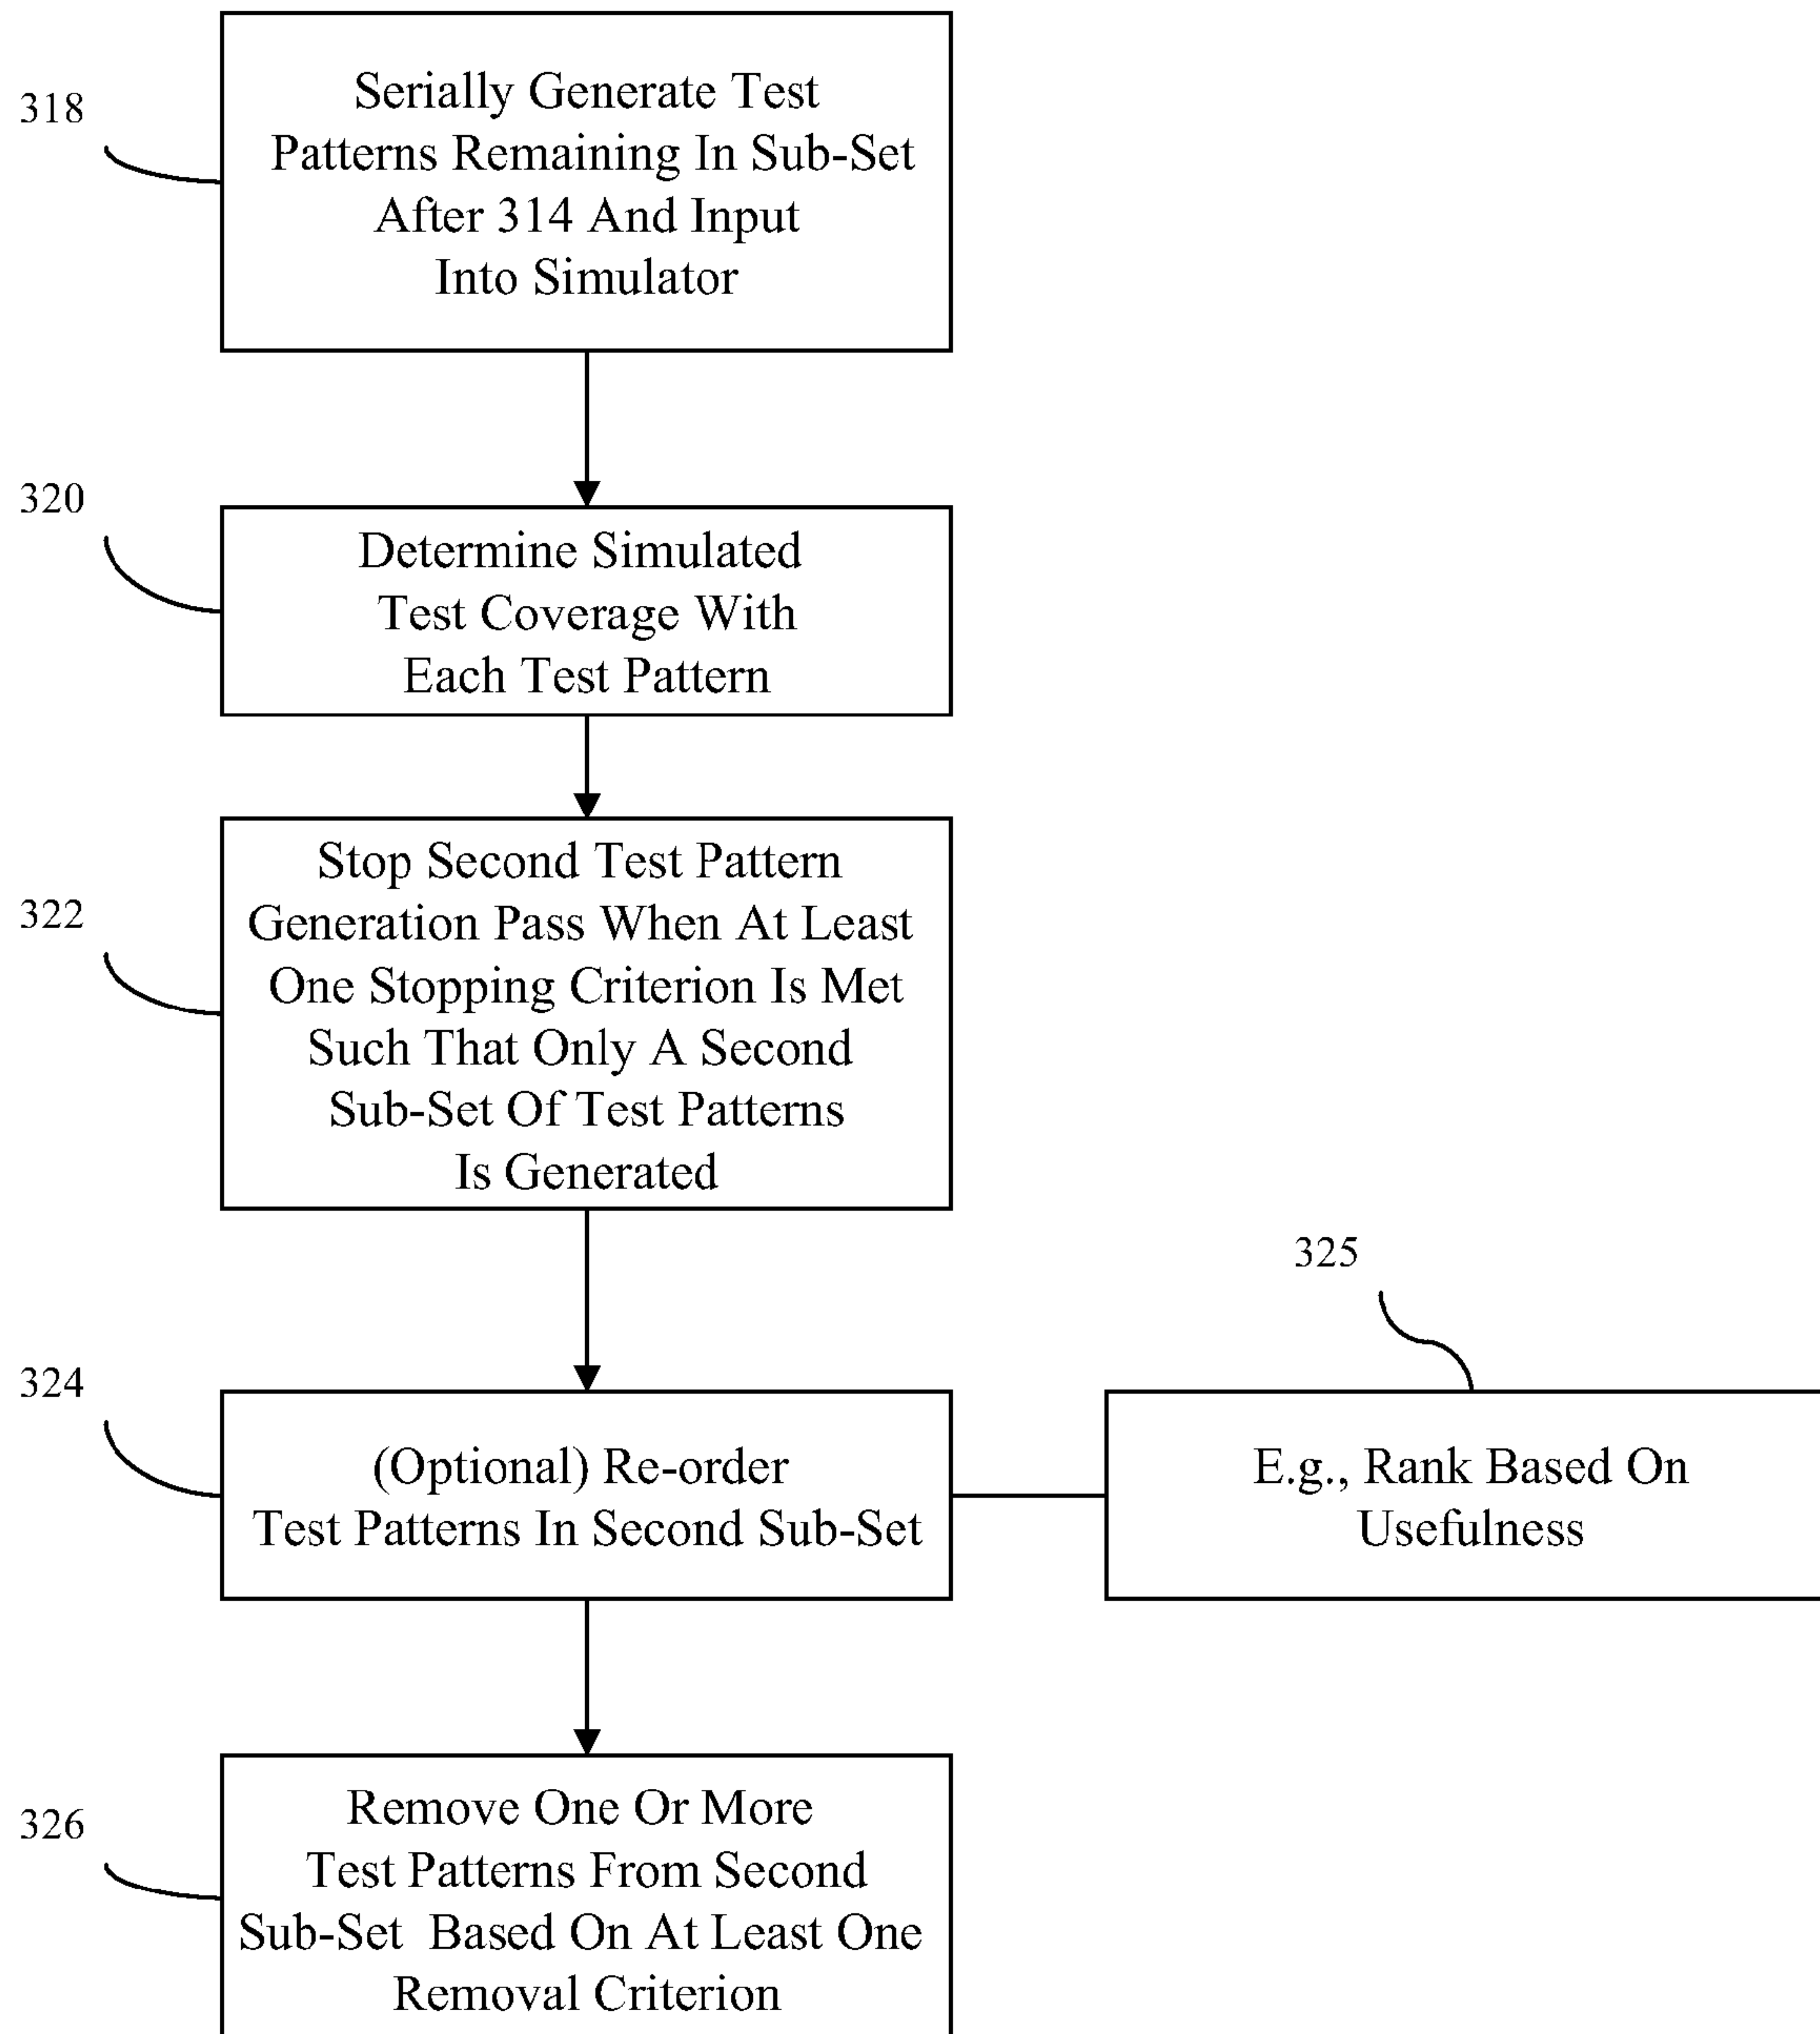 318
Serially Generate Test
Patterns Remaining In Sub-Set
After 314 And Input
Into Simulator
320
Determine Simulated
Test Coverage With
Each Test Pattern
322
Stop Second Test Pattern
Generation Pass When At Least
One Stopping Criterion Is Met
Such That Only A Second
Sub-Set Of Test Patterns
Is Generated
324
(Optional) Re-order
Test Patterns In Second Sub-Set
325
E.g., Rank Based On
Usefulness
326
Remove One Or More
Test Patterns From Second
Sub-Set  Based On At Least One
Removal Criterion